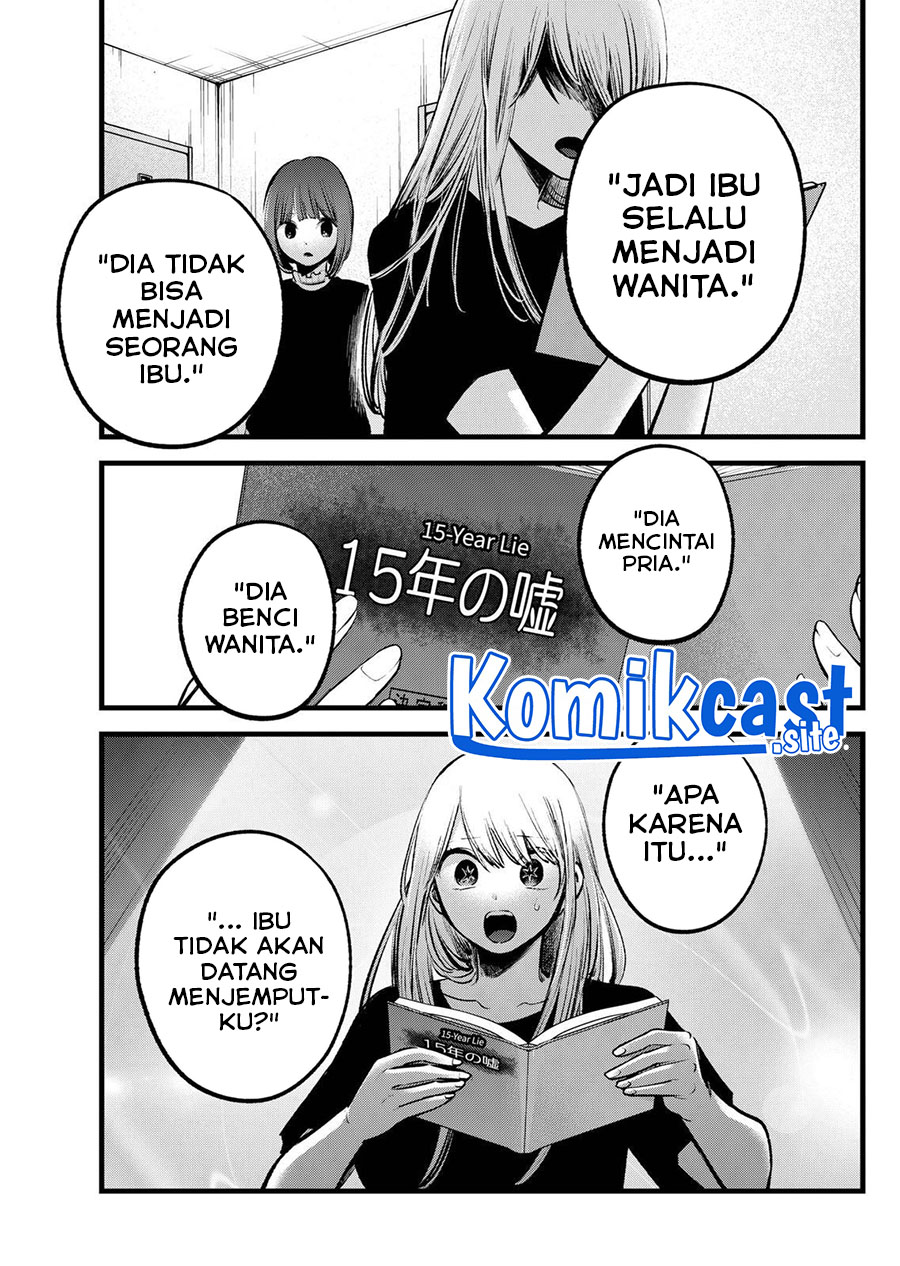 "JADI IBU
SELALU
MENJADI
WANITA."
"DIA TIDAK
BISA
MENJADI
SEORANG
IBU."
"DIA
MENCINTAI
PRIA."
15-Year Lie
15年の嘘
"DIA
BENCI
WANITA."
Komikcast
.site
"APA
KARENA
ITU..."
"... IBU
TIDAK AKAN
DATANG
MENJEMPUT-
KU?"
15-Year Lie
15年の嘘